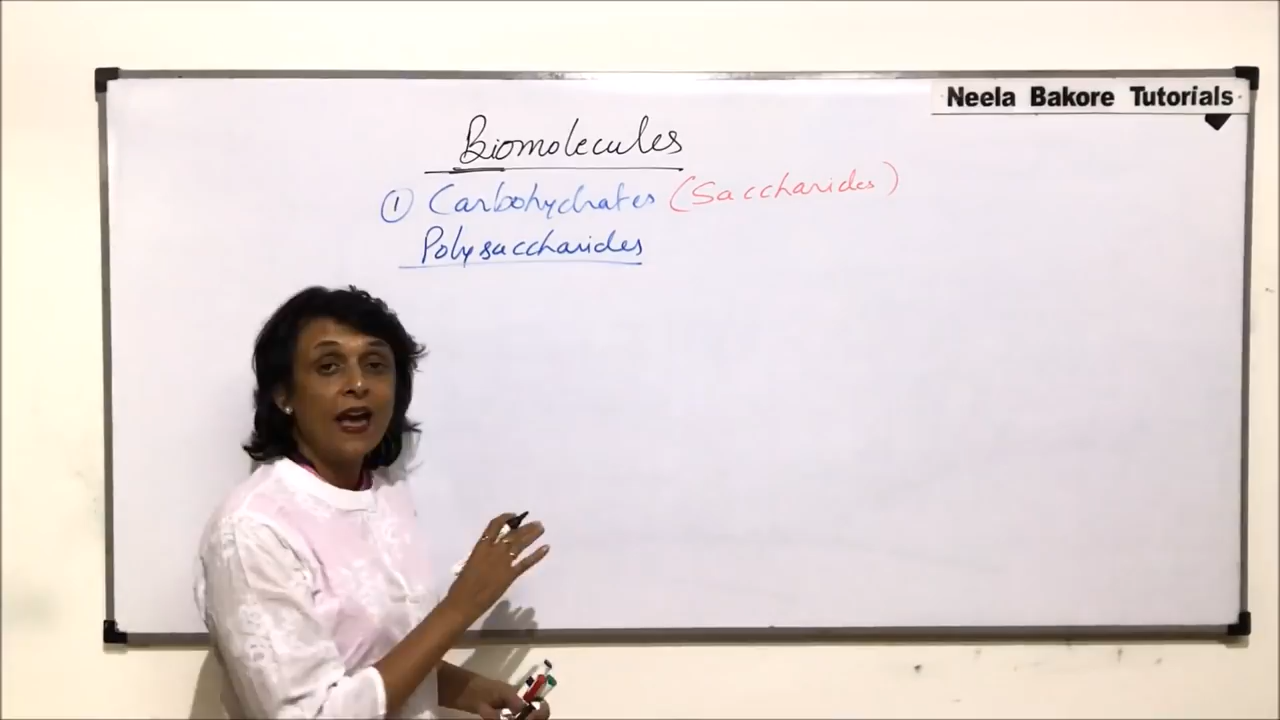 Neela Bakore Tutorials
Biomolecules
① Carbohydrates (Saccharides)
Polysaccharides